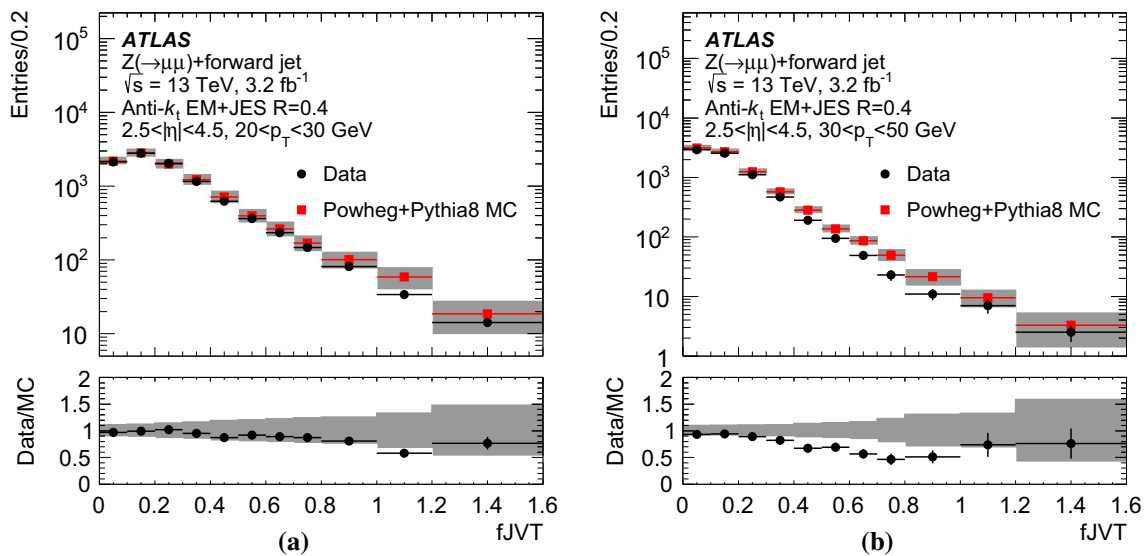 Entries/0.2
10⁵
10⁴
10³
10²
10
ATLAS
Z(→μμ)+forward jet
√s = 13 TeV, 3.2 fb⁻¹
Anti-kₜ EM+JES R=0.4
2.5<|η|<4.5, 20<p_T<30 GeV
Data
Powheg+Pythia8 MC
Data/MC
2
1.5
1
0.5
0
0 0.2 0.4 0.6 0.8 1 1.2 1.4 1.6
fJVT
(a)
Entries/0.2
10⁵
10⁴
10³
10²
10
1
ATLAS
Z(→μμ)+forward jet
√s = 13 TeV, 3.2 fb⁻¹
Anti-kₜ EM+JES R=0.4
2.5<|η|<4.5, 30<p_T<50 GeV
Data
Powheg+Pythia8 MC
Data/MC
2
1.5
1
0.5
0
0 0.2 0.4 0.6 0.8 1 1.2 1.4 1.6
fJVT
(b)